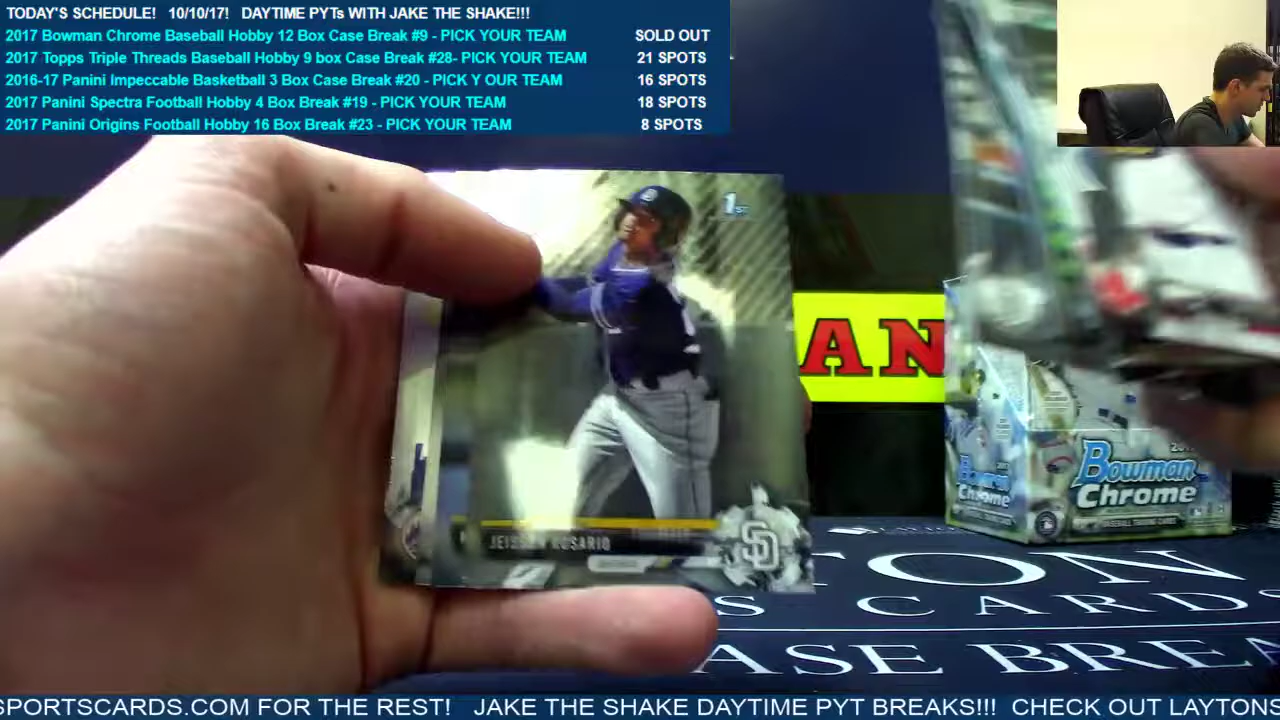 TODAY'S SCHEDULE! 10/10/17! DAYTIME PYTs WITH JAKE THE SHAKE!!!
2017 Bowman Chrome Baseball Hobby 12 Box Case Break #9 - PICK YOUR TEAM SOLD OUT
2017 Topps Triple Threads Baseball Hobby 9 box Case Break #28- PICK YOUR TEAM 21 SPOTS
2016-17 Panini Impeccable Basketball 3 Box Case Break #20 - PICK Y OUR TEAM 16 SPOTS
2017 Panini Spectra Football Hobby 4 Box Break #19 - PICK YOUR TEAM 18 SPOTS
2017 Panini Origins Football Hobby 16 Box Break #23 - PICK YOUR TEAM 8 SPOTS
1ST
AN
JEISSON ROSARIO
SD
Bowman
Chrome
Bowman
Chrome
TON
S CARDS
ASE BREA
SPORTSCARDS.COM FOR THE REST! JAKE THE SHAKE DAYTIME PYT BREAKS!!! CHECK OUT LAYTONS